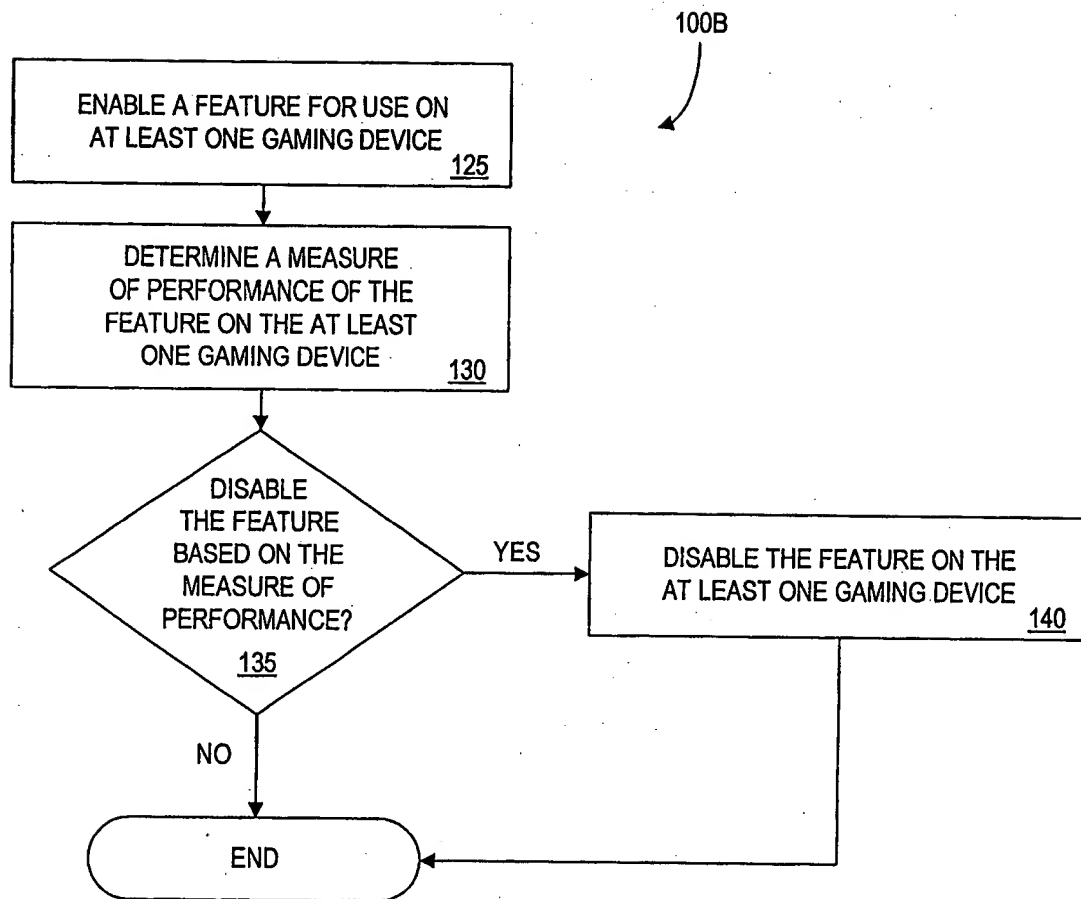 100B
ENABLE A FEATURE FOR USE ON
AT LEAST ONE GAMING DEVICE
125
DETERMINE A MEASURE
OF PERFORMANCE OF THE
FEATURE ON THE AT LEAST
ONE GAMING DEVICE
130
DISABLE
THE FEATURE
BASED ON THE
MEASURE OF
PERFORMANCE?
135
YES
DISABLE THE FEATURE ON THE
AT LEAST ONE GAMING DEVICE
140
NO
END